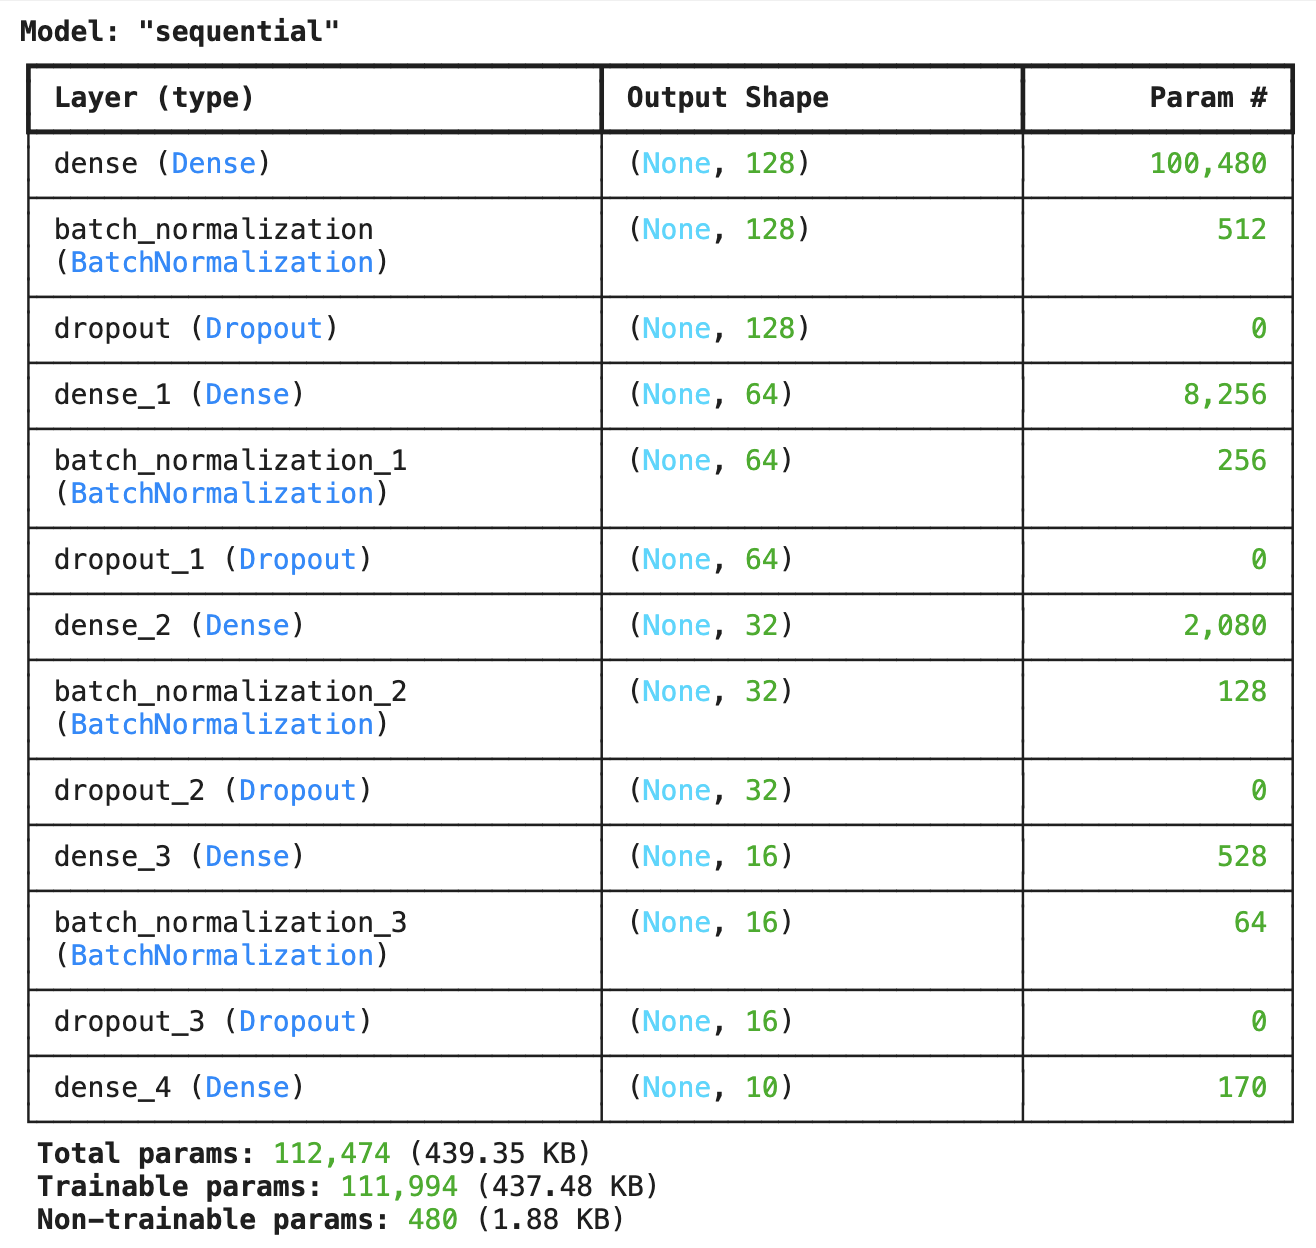 Model: "sequential"
Layer (type) Output Shape Param #
dense (Dense) (None, 128) 100,480
batch_normalization (None, 128) 512
(BatchNormalization)
dropout (Dropout) (None, 128) 0
dense_1 (Dense) (None, 64) 8,256
batch_normalization_1 (None, 64) 256
(BatchNormalization)
dropout_1 (Dropout) (None, 64) 0
dense_2 (Dense) (None, 32) 2,080
batch_normalization_2 (None, 32) 128
(BatchNormalization)
dropout_2 (Dropout) (None, 32) 0
dense_3 (Dense) (None, 16) 528
batch_normalization_3 (None, 16) 64
(BatchNormalization)
dropout_3 (Dropout) (None, 16) 0
dense_4 (Dense) (None, 10) 170
Total params: 112,474 (439.35 KB)
Trainable params: 111,994 (437.48 KB)
Non-trainable params: 480 (1.88 KB)